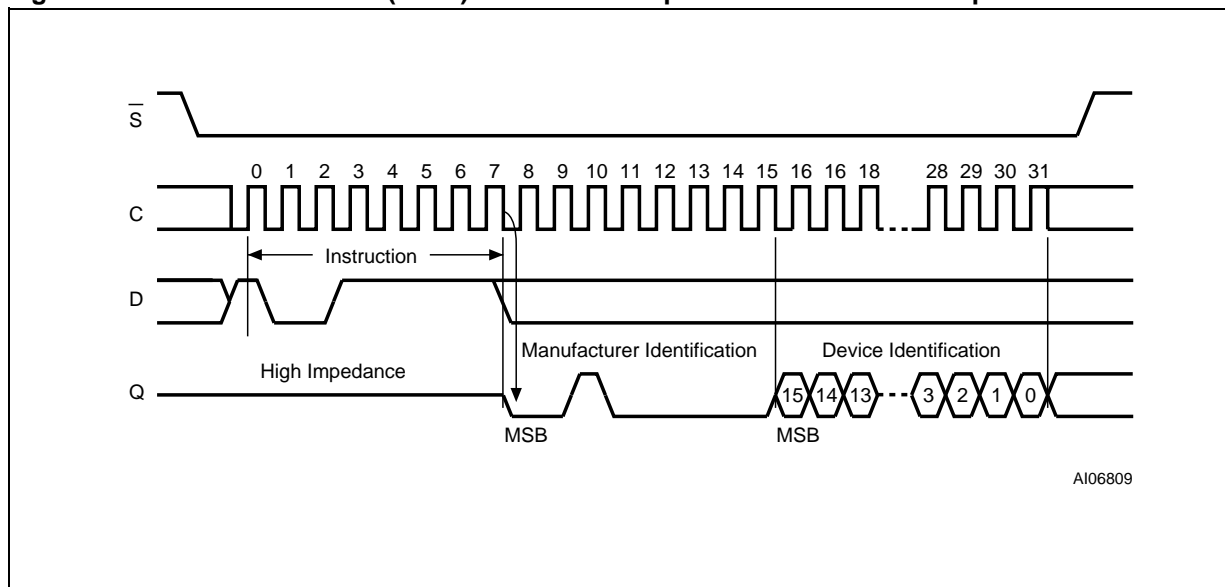 S
0 1 2 3 4 5 6 7 8 9 10 11 12 13 14 15 16 16 18 28 29 30 31
C
Instruction
D
Manufacturer Identification Device Identification
High Impedance
Q 15 14 13 3 2 1 0
MSB MSB
AI06809